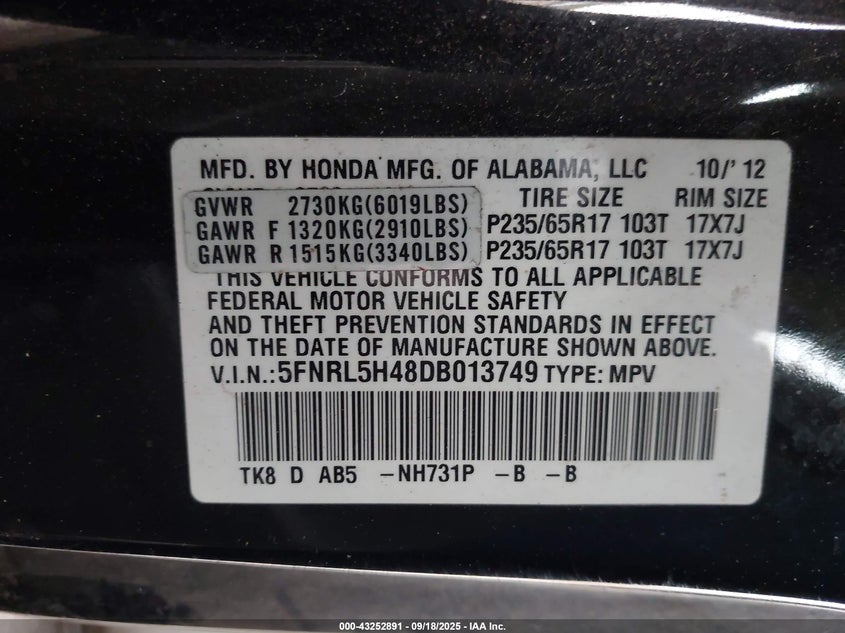 MFD. BY HONDA MFG. OF ALABAMA, LLC 10/'12
TIRE SIZE RIM SIZE
GVWR 2730KG(6019LBS)
GAWR F 1320KG(2910LBS) P235/65R17 103T 17X7J
GAWR R 1515KG(3340LBS) P235/65R17 103T 17X7J
THIS VEHICLE CONFORMS TO ALL APPLICABLE
FEDERAL MOTOR VEHICLE SAFETY
AND THEFT PREVENTION STANDARDS IN EFFECT
ON THE DATE OF MANUFACTURE SHOWN ABOVE.
V.I.N.:5FNRL5H48DB013749 TYPE: MPV
TK8 D AB5 -NH731P -B -B
000-43252891 - 09/18/2025 - IAA Inc.